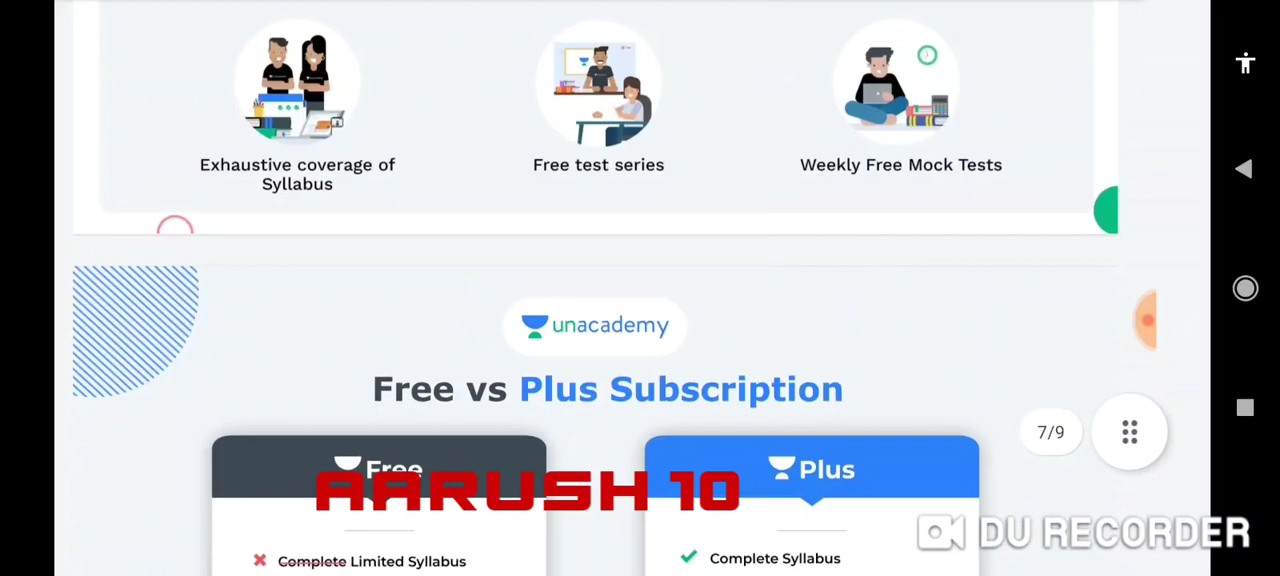 Exhaustive coverage of
Syllabus
Free test series
Weekly Free Mock Tests
unacademy
Free vs Plus Subscription
7/9
Free
Plus
AARUSH 10
Complete Limited Syllabus
Complete Syllabus
DU RECORDER